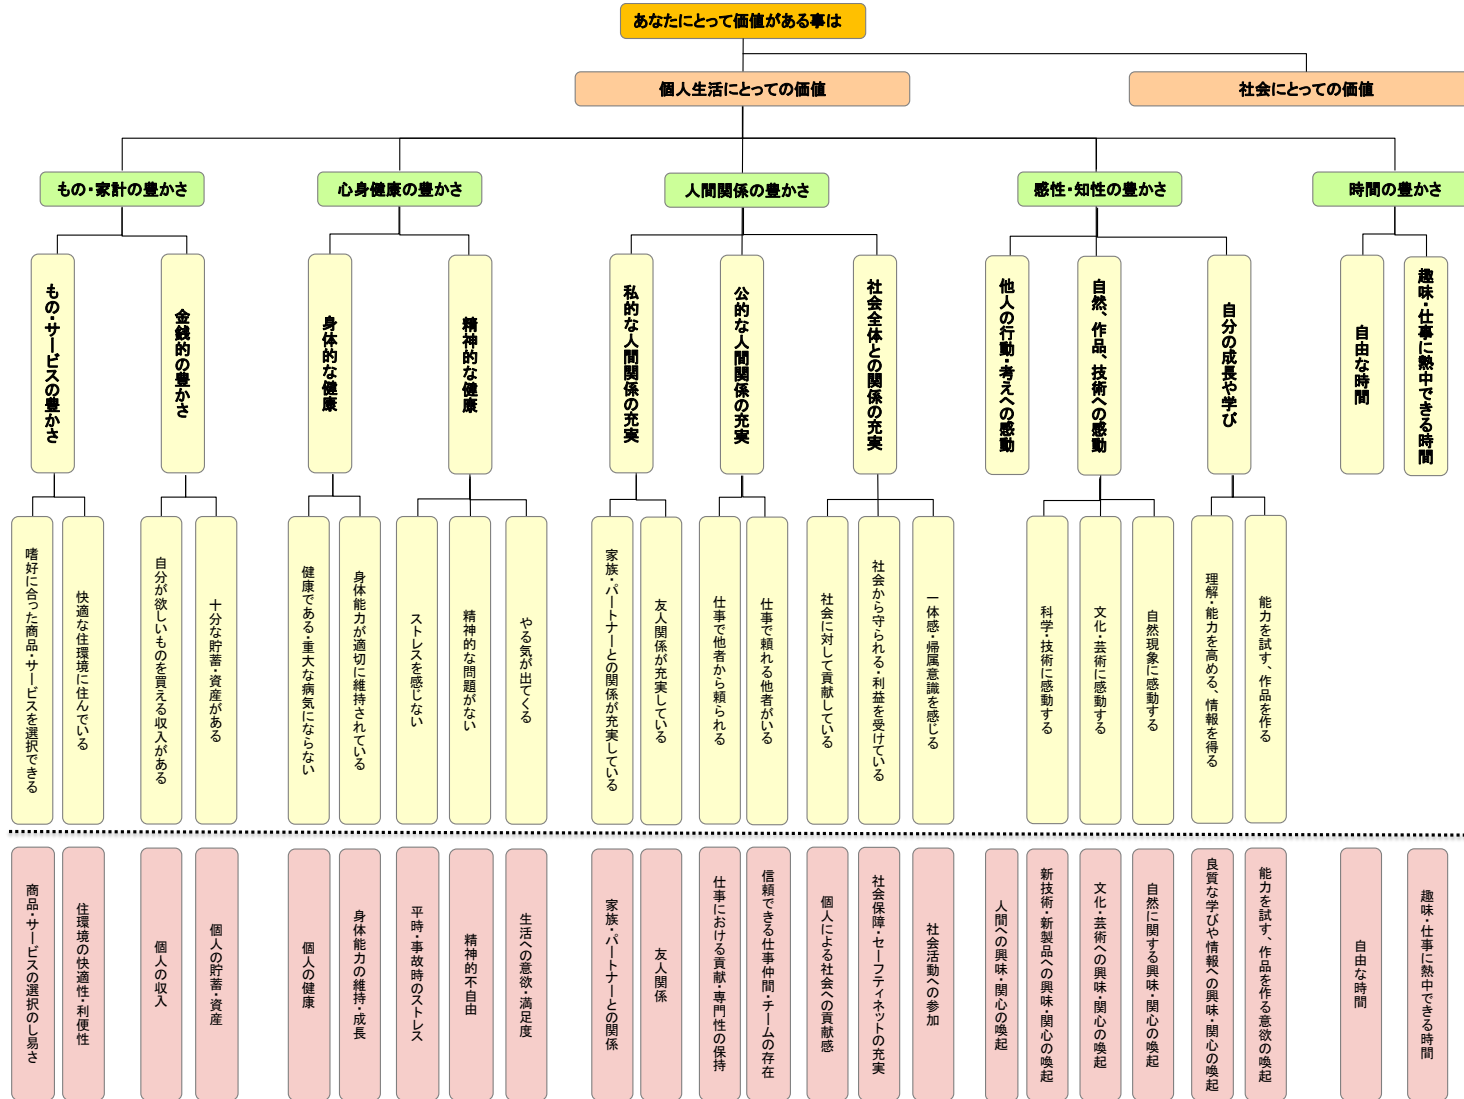 あなたにとって価値がある事は
個人生活にとっての価値
社会にとっての価値
もの・家計の豊かさ
心身健康の豊かさ
人間関係の豊かさ
感性・知性の豊かさ
時間の豊かさ
もの・サービスの豊かさ
金銭的の豊かさ
身体的な健康
精神的な健康
私的な人間関係の充実
公的な人間関係の充実
社会全体との関係の充実
他人の行動・考えへの感動
自然、作品、技術への感動
自分の成長や学び
自由な時間
趣味・仕事に熱中できる時間
嗜好に合った商品・サービスを選択できる
快適な住環境に住んでいる
自分が欲しいものを買える収入がある
十分な貯蓄・資産がある
健康である・重大な病気にならない
身体能力が適切に維持されている
ストレスを感じない
精神的な問題がない
やる気が出てくる
家族・パートナーとの関係が充実している
友人関係が充実している
仕事で他者から頼られる
仕事で頼れる他者がいる
社会に対して貢献している
社会から守られる・利益を受けている
一体感・帰属意識を感じる
科学・技術に感動する
文化・芸術に感動する
自然現象に感動する
理解・能力を高める、情報を得る
能力を試す、作品を作る
商品・サービスの選択のし易さ
住環境の快適性・利便性
個人の収入
個人の貯蓄・資産
個人の健康
身体能力の維持・成長
平時・事故時のストレス
精神的不自由
生活への意欲・満足度
家族・パートナーとの関係
友人関係
仕事における貢献・専門性の保持
信頼できる仕事仲間・チームの存在
個人による社会への貢献感
社会保障・セーフティネットの充実
社会活動への参加
人間への興味・関心の喚起
新技術・新製品への興味・関心の喚起
文化・芸術への興味・関心の喚起
自然に関する興味・関心の喚起
良質な学びや情報への興味・関心の喚起
能力を試す、作品を作る意欲の喚起
自由な時間
趣味・仕事に熱中できる時間